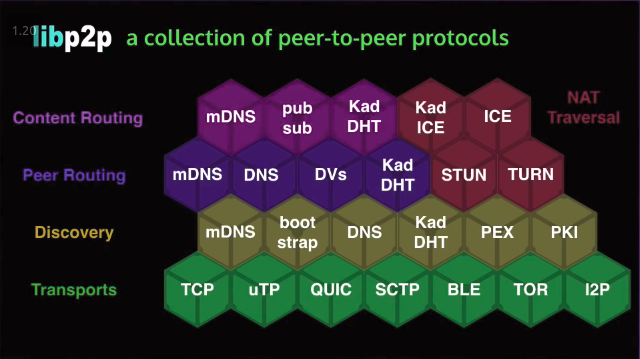 1.20
libp2p a collection of peer-to-peer protocols
Content Routing mDNS pub sub Kad DHT Kad ICE ICE NAT Traversal
Peer Routing mDNS DNS DVs Kad DHT STUN TURN
Discovery mDNS boot strap DNS Kad DHT PEX PKI
Transports TCP uTP QUIC SCTP BLE TOR I2P